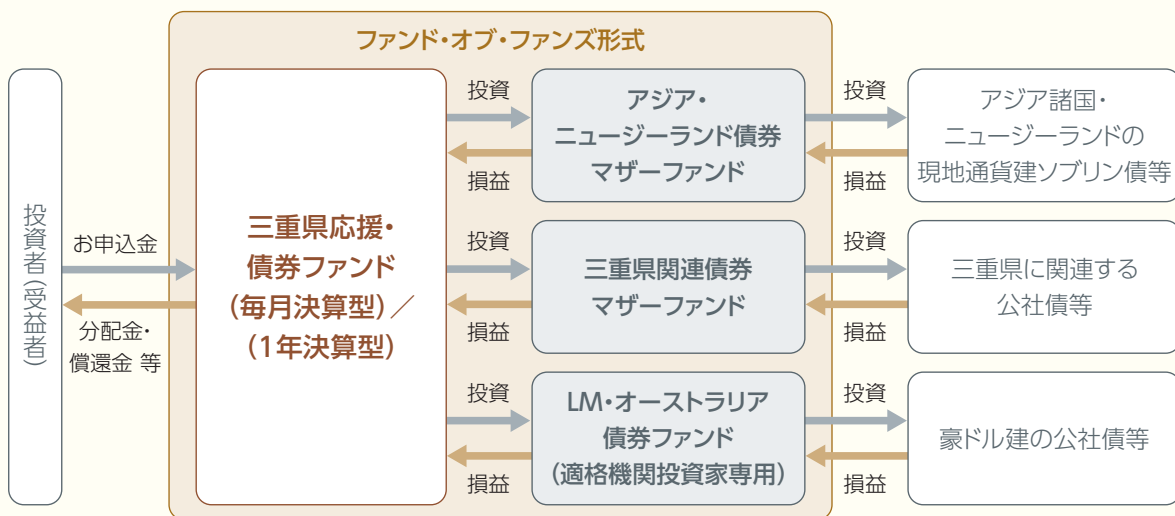 ファンド・オブ・ファンズ形式
投資者(受益者)
お申込金
分配金・
償還金 等
三重県応援・
債券ファンド
(毎月決算型)／
(1年決算型)
投資
損益
アジア・
ニュージーランド債券
マザーファンド
投資
損益
アジア諸国・
ニュージーランドの
現地通貨建ソブリン債等
投資
損益
三重県関連債券
マザーファンド
投資
損益
三重県に関連する
公社債等
投資
損益
LM・オーストラリア
債券ファンド
(適格機関投資家専用)
投資
損益
豪ドル建の公社債等